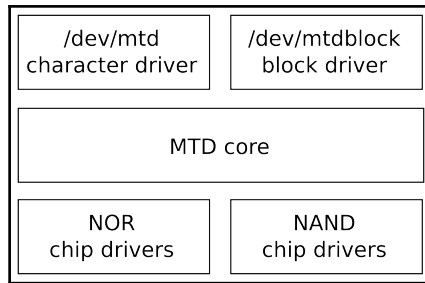 /dev/mtd
character driver
/dev/mtdblock
block driver
MTD core
NOR
chip drivers
NAND
chip drivers